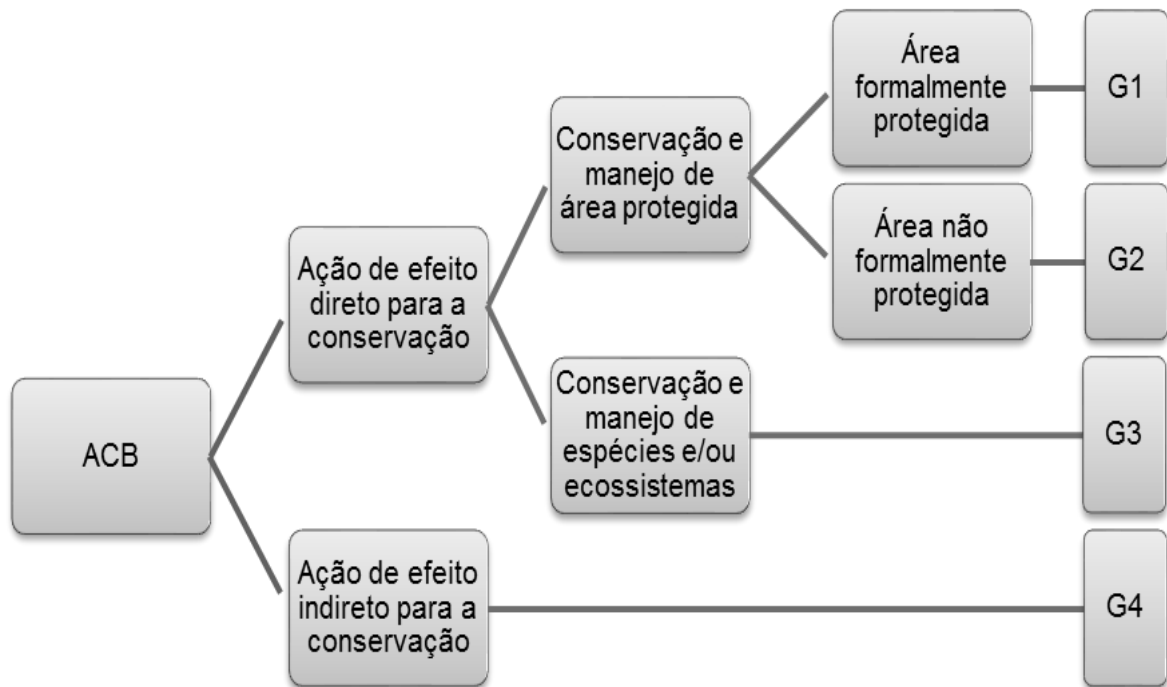 ACB
Ação de efeito
direto para a
conservação
Conservação e
manejo de
área protegida
Área
formalmente
protegida
G1
Área não
formalmente
protegida
G2
Conservação e
manejo de
espécies e/ou
ecossistemas
G3
Ação de efeito
indireto para a
conservação
G4